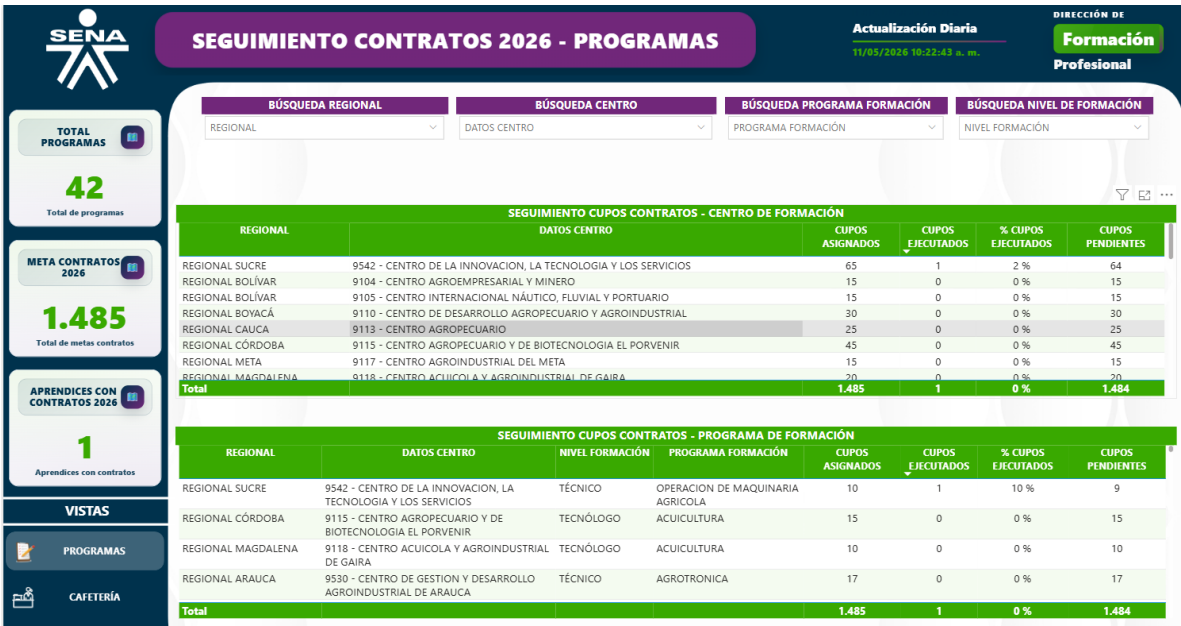 SENA
SEGUIMIENTO CONTRATOS 2026 - PROGRAMAS
Actualización Diaria
11/05/2026 10:22:43 a. m.
DIRECCIÓN DE
Formación
Profesional
TOTAL
PROGRAMAS
42
Total de programas
META CONTRATOS
2026
1.485
Total de metas contratos
APRENDICES CON
CONTRATOS 2026
1
Aprendices con contratos
VISTAS
PROGRAMAS
CAFETERÍA
BÚSQUEDA REGIONAL BÚSQUEDA CENTRO BÚSQUEDA PROGRAMA FORMACIÓN BÚSQUEDA NIVEL DE FORMACIÓN
REGIONAL DATOS CENTRO PROGRAMA FORMACIÓN NIVEL FORMACIÓN
SEGUIMIENTO CUPOS CONTRATOS - CENTRO DE FORMACIÓN
REGIONAL DATOS CENTRO CUPOS CUPOS % CUPOS CUPOS
ASIGNADOS EJECUTADOS EJECUTADOS PENDIENTES
REGIONAL SUCRE 9542 - CENTRO DE LA INNOVACION, LA TECNOLOGIA Y LOS SERVICIOS 65 1 2 % 64
REGIONAL BOLÍVAR 9104 - CENTRO AGROEMPRESARIAL Y MINERO 15 0 0 % 15
REGIONAL BOLÍVAR 9105 - CENTRO INTERNACIONAL NÁUTICO, FLUVIAL Y PORTUARIO 15 0 0 % 15
REGIONAL BOYACÁ 9110 - CENTRO DE DESARROLLO AGROPECUARIO Y AGROINDUSTRIAL 30 0 0 % 30
REGIONAL CAUCA 9113 - CENTRO AGROPECUARIO 25 0 0 % 25
REGIONAL CÓRDOBA 9115 - CENTRO AGROPECUARIO Y DE BIOTECNOLOGIA EL PORVENIR 45 0 0 % 45
REGIONAL META 9117 - CENTRO AGROINDUSTRIAL DEL META 15 0 0 % 15
REGIONAL MAGDALENA 9118 - CENTRO ACUICOLA Y AGROINDUSTRIAL DE GAIRA 20 0 0 % 20
Total 1.485 1 0 % 1.484
SEGUIMIENTO CUPOS CONTRATOS - PROGRAMA DE FORMACIÓN
REGIONAL DATOS CENTRO NIVEL FORMACIÓN PROGRAMA FORMACIÓN CUPOS CUPOS % CUPOS CUPOS
ASIGNADOS EJECUTADOS EJECUTADOS PENDIENTES
REGIONAL SUCRE 9542 - CENTRO DE LA INNOVACION, LA TÉCNICO OPERACION DE MAQUINARIA 10 1 10 % 9
TECNOLOGIA Y LOS SERVICIOS AGRICOLA
REGIONAL CÓRDOBA 9115 - CENTRO AGROPECUARIO Y DE TECNÓLOGO ACUICULTURA 15 0 0 % 15
BIOTECNOLOGIA EL PORVENIR
REGIONAL MAGDALENA 9118 - CENTRO ACUICOLA Y AGROINDUSTRIAL TECNÓLOGO ACUICULTURA 10 0 0 % 10
DE GAIRA
REGIONAL ARAUCA 9530 - CENTRO DE GESTION Y DESARROLLO TÉCNICO AGROTRONICA 17 0 0 % 17
AGROINDUSTRIAL DE ARAUCA
Total 1.485 1 0 % 1.484